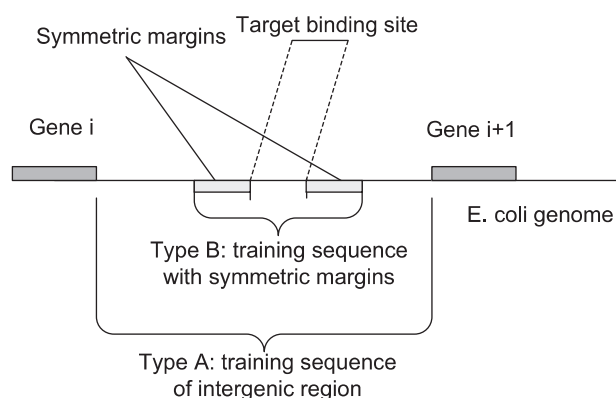 Target binding site
Symmetric margins
Gene i
Gene i+1
E. coli genome
Type B: training sequence
with symmetric margins
Type A: training sequence
of intergenic region